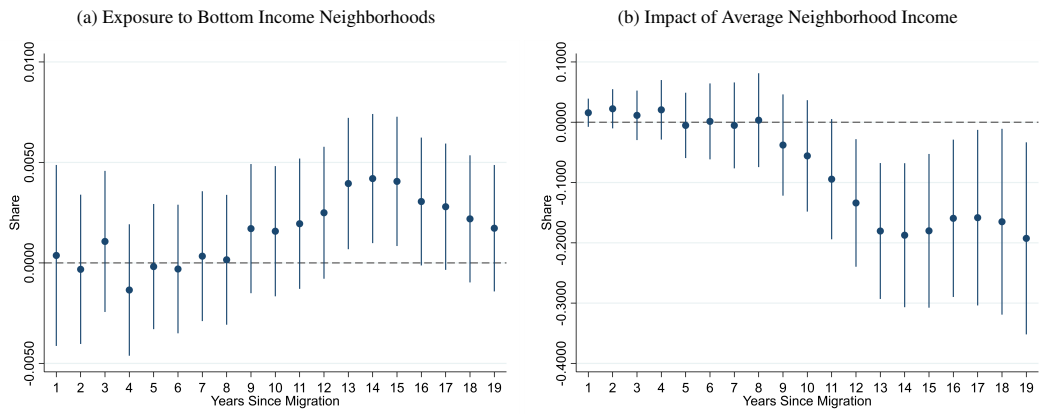 (a) Exposure to Bottom Income Neighborhoods
0.0100
0.0050
0.0000
-0.0050
Share
1 2 3 4 5 6 7 8 9 10 11 12 13 14 15 16 17 18 19
Years Since Migration
(b) Impact of Average Neighborhood Income
0.1000
0.0000
-0.1000
-0.2000
-0.3000
-0.4000
Share
1 2 3 4 5 6 7 8 9 10 11 12 13 14 15 16 17 18 19
Years Since Migration